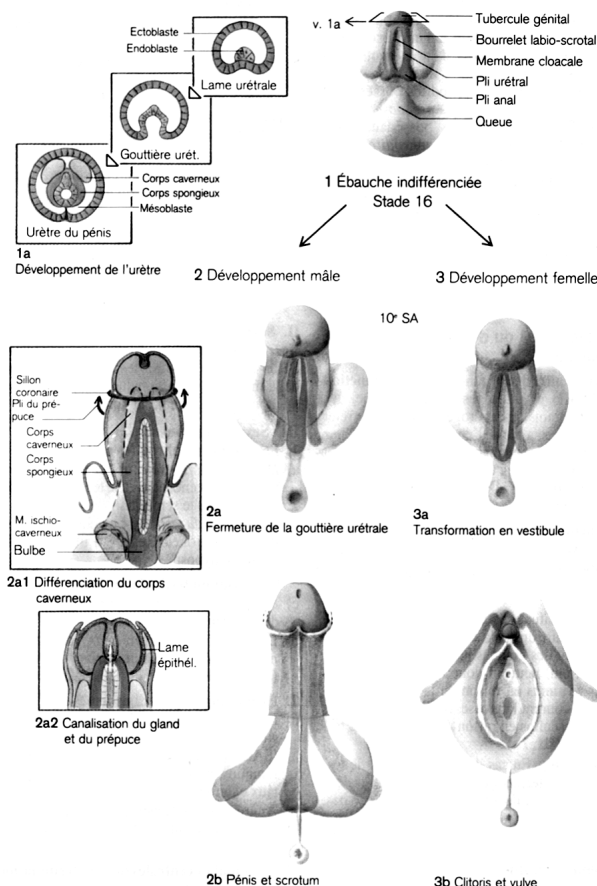 Ectoblaste
Endoblaste
Lame urétrale
Gouttière urét.
Corps caverneux
Corps spongieux
Mésoblaste
Urètre du pénis
1a
Développement de l'urètre
v. 1a
Tubercule génital
Bourrelet labio-scrotal
Membrane cloacale
Pli urétral
Pli anal
Queue
1 Ébauche indifférenciée
Stade 16
2 Développement mâle
3 Développement femelle
10e SA
Sillon
coronaire
Pli du pré-
puce
Corps
caverneux
Corps
spongieux
M. ischio-
caverneux
Bulbe
2a1 Différenciation du corps
caverneux
2a
Fermeture de la gouttière urétrale
3a
Transformation en vestibule
Lame
épithél.
2a2 Canalisation du gland
et du prépuce
2b Pénis et scrotum
3b Clitoris et vulve